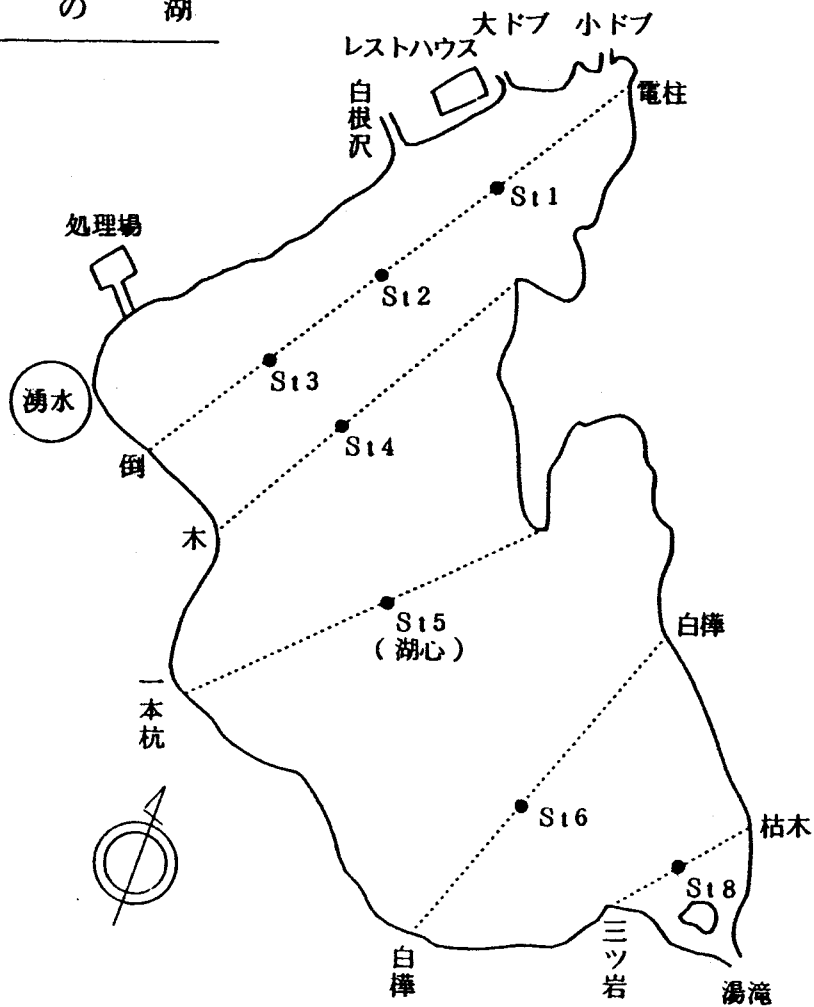 の 湖
大ドブ 小ドブ
レストハウス
電柱
白根沢
St1
処理場
St2
St3
湧水
St4
倒
木
St5
(湖心)
白樺
一本杭
St6
枯木
St8
白樺
三ツ岩
湯滝